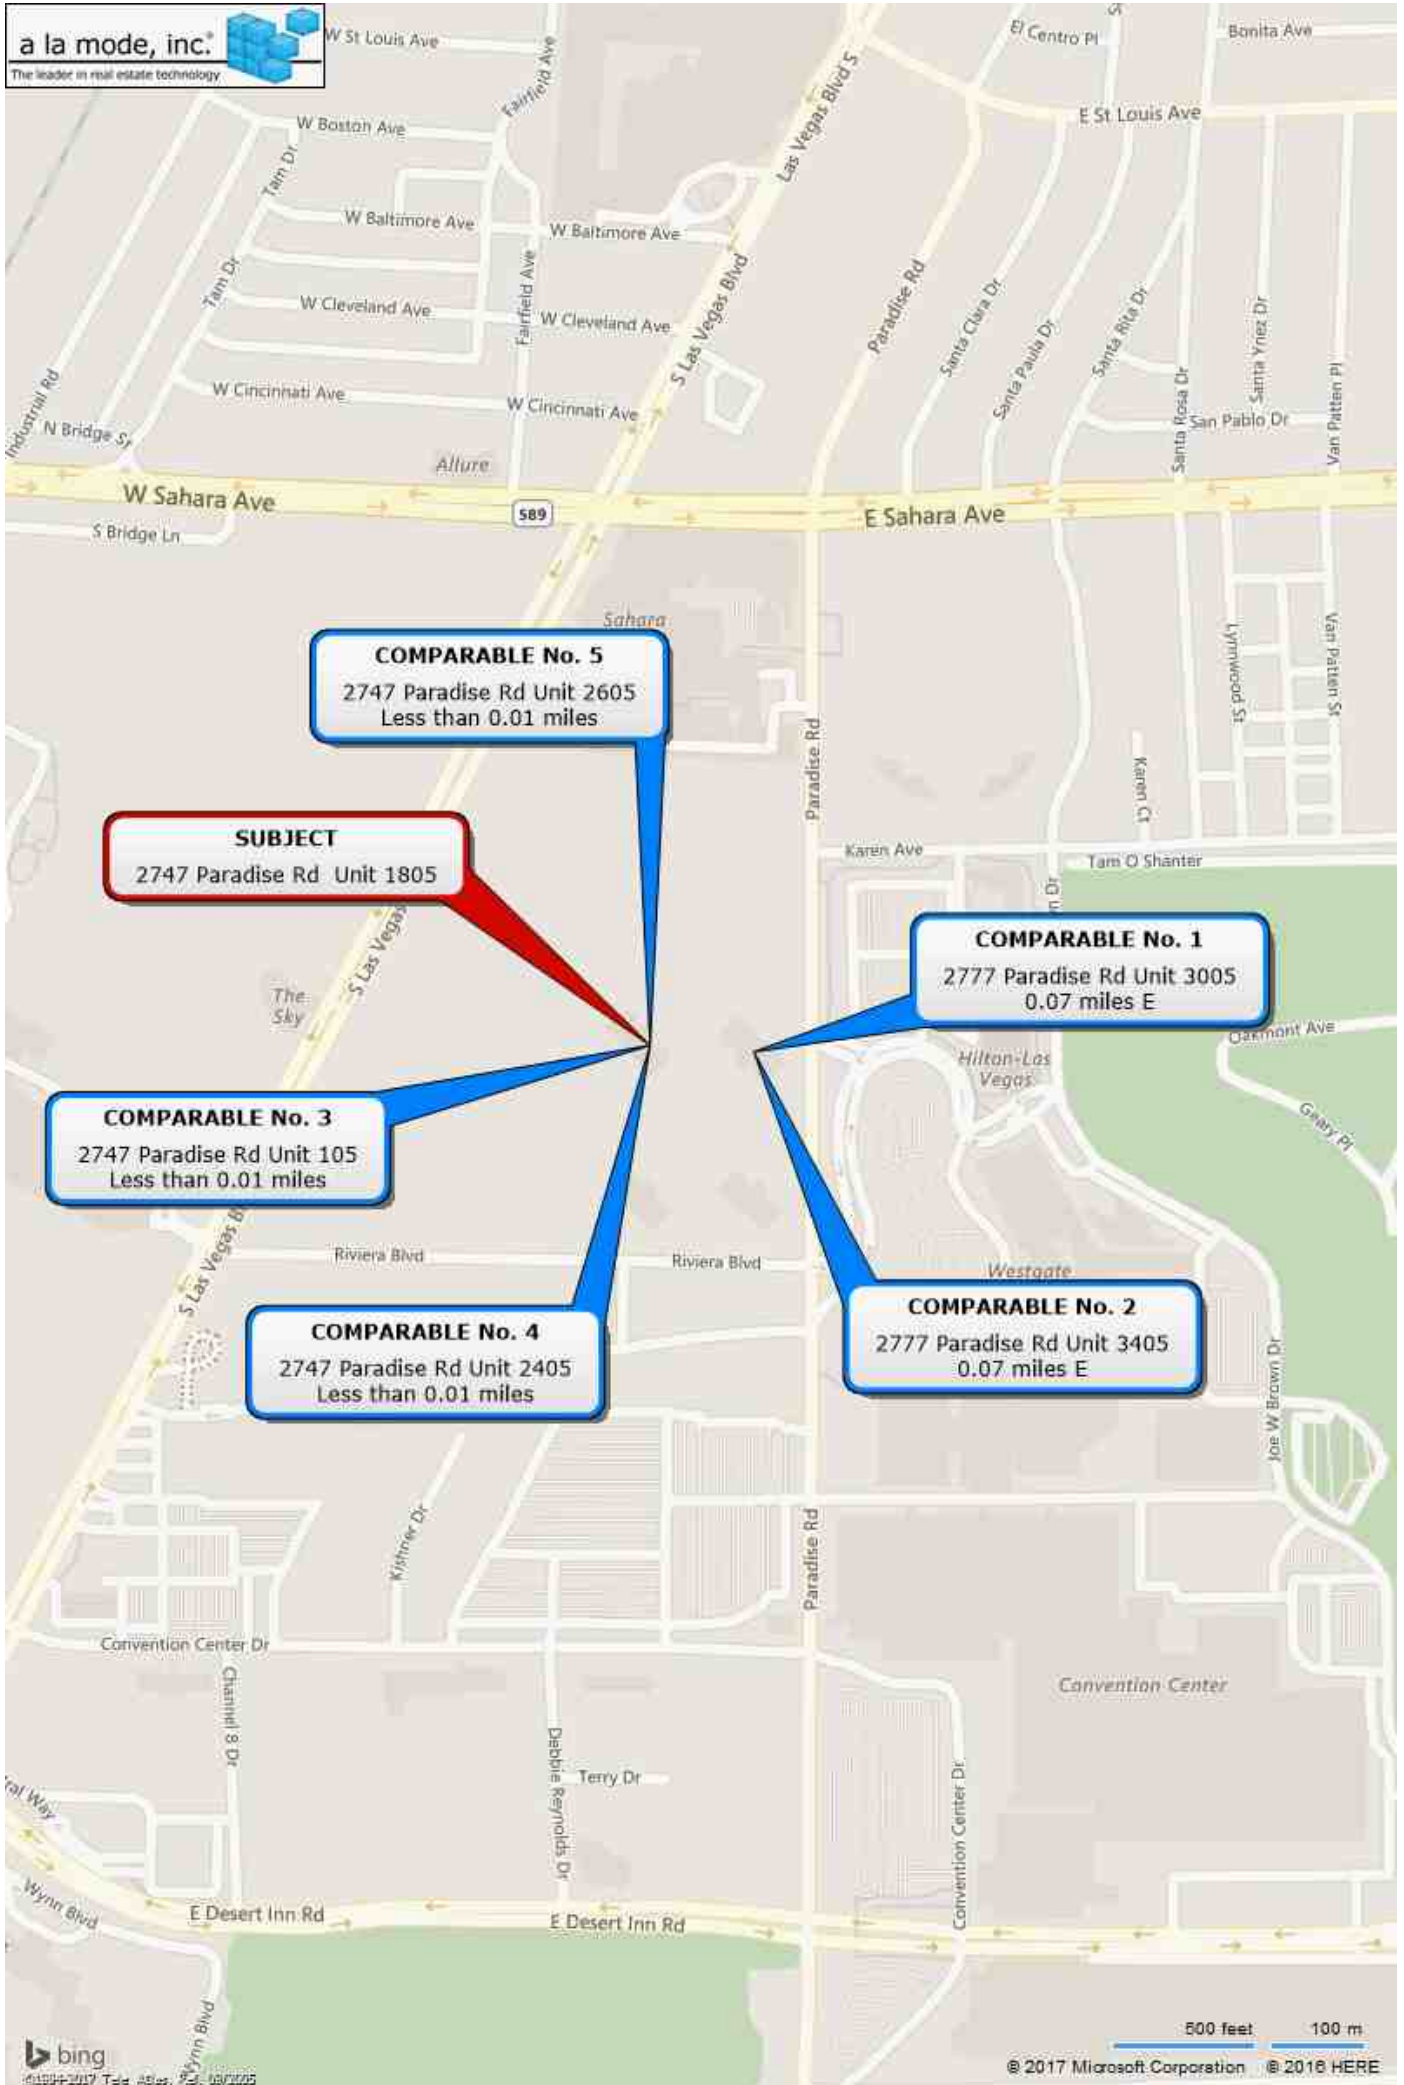 a la mode, inc.
The leader in real estate technology
W St Louis Ave
El Centro Pl
Bonita Ave
Fairfield Ave
Las Vegas Blvd S
E St Louis Ave
W Boston Ave
Tam Dr
W Baltimore Ave
W Baltimore Ave
Tam Dr
Fairfield Ave
S Las Vegas Blvd
Paradise Rd
Santa Clara Dr
Santa Paula Dr
Santa Rita Dr
Santa Ynez Dr
W Cleveland Ave
W Cleveland Ave
Industrial Rd
W Cincinnati Ave
W Cincinnati Ave
Santa Rosa Dr
San Pablo Dr
Van Patten Pl
N Bridge St
Allure
W Sahara Ave
589
E Sahara Ave
S Bridge Ln
Sahara
Lynnwood St
Van Patten St
COMPARABLE No. 5
2747 Paradise Rd Unit 2605
Less than 0.01 miles
Paradise Rd
Karen Ct
SUBJECT
2747 Paradise Rd Unit 1805
Karen Ave
Tam O Shanter
n Dr
S Las Vegas
COMPARABLE No. 1
2777 Paradise Rd Unit 3005
0.07 miles E
The
Sky
Oakmont Ave
Hilton-Las
Vegas
Geary Pl
COMPARABLE No. 3
2747 Paradise Rd Unit 105
Less than 0.01 miles
S Las Vegas B
Riviera Blvd
Riviera Blvd
Westgate
COMPARABLE No. 4
2747 Paradise Rd Unit 2405
Less than 0.01 miles
COMPARABLE No. 2
2777 Paradise Rd Unit 3405
0.07 miles E
Joe W Brown Dr
Kishner Dr
Paradise Rd
Convention Center Dr
Channel 8 Dr
Convention Center
Debbie Reynolds Dr
Terry Dr
Convention Center Dr
ral Way
Wynn Blvd
E Desert Inn Rd
E Desert Inn Rd
Wynn Blvd
bing
500 feet
100 m
© 2017 Microsoft Corporation © 2016 HERE